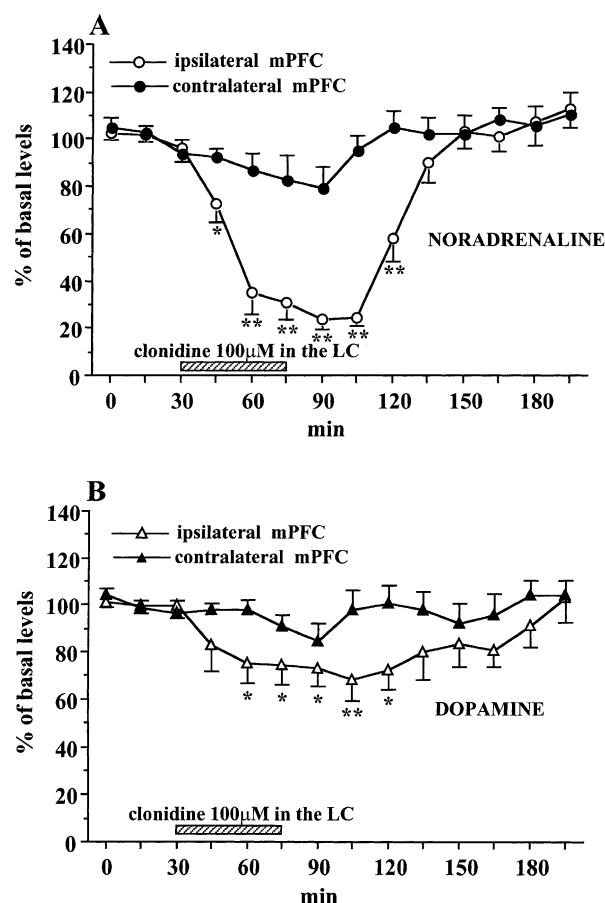 A
140
ipsilateral mPFC
120
contralateral mPFC
100
80
% of basal levels
60
NORADRENALINE
*
**
40
20
** ** ** **
clonidine 100µM in the LC
0
0 30 60 90 120 150 180
min
B
140
ipsilateral mPFC
120
contralateral mPFC
100
80
% of basal levels
60
* * * ** *
DOPAMINE
40
20
clonidine 100µM in the LC
0
0 30 60 90 120 150 180
min